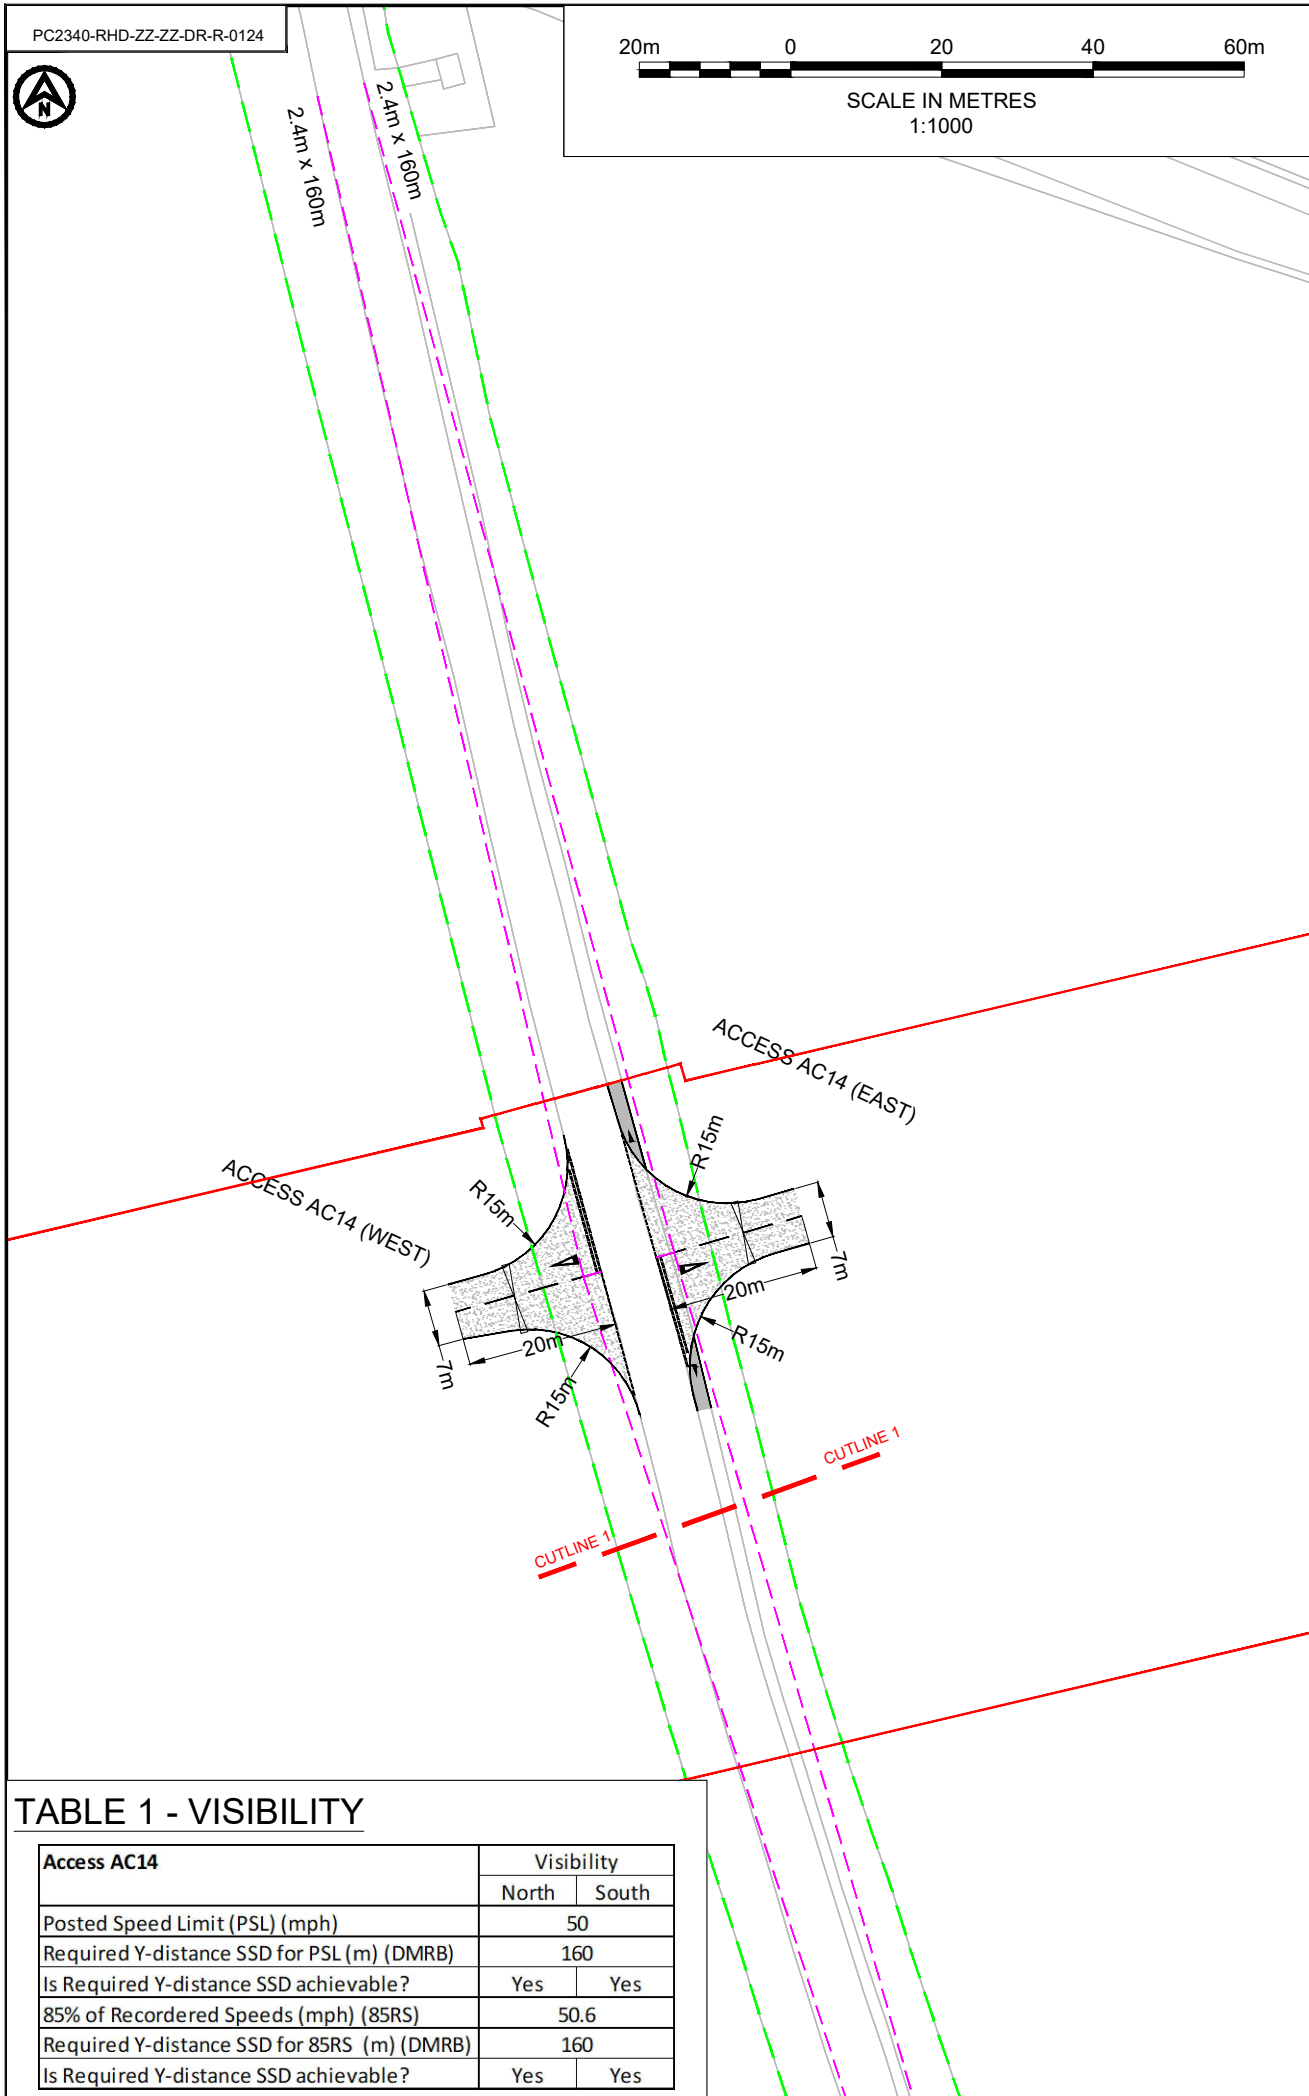 PC2340-RHD-ZZ-ZZ-DR-R-0124
N
20m 0 20 40 60m
SCALE IN METRES
1:1000
2.4m x 160m
2.4m x 160m
ACCESS AC14 (EAST)
ACCESS AC14 (WEST)
R15m
R15m
7m
20m
R15m
20m
7m
R15m
CUTLINE 1
CUTLINE 1
TABLE 1 - VISIBILITY
Access AC14 Visibility
North South
Posted Speed Limit (PSL) (mph) 50
Required Y-distance SSD for PSL (m) (DMRB) 160
Is Required Y-distance SSD achievable? Yes Yes
85% of Recordered Speeds (mph) (85RS) 50.6
Required Y-distance SSD for 85RS (m) (DMRB) 160
Is Required Y-distance SSD achievable? Yes Yes